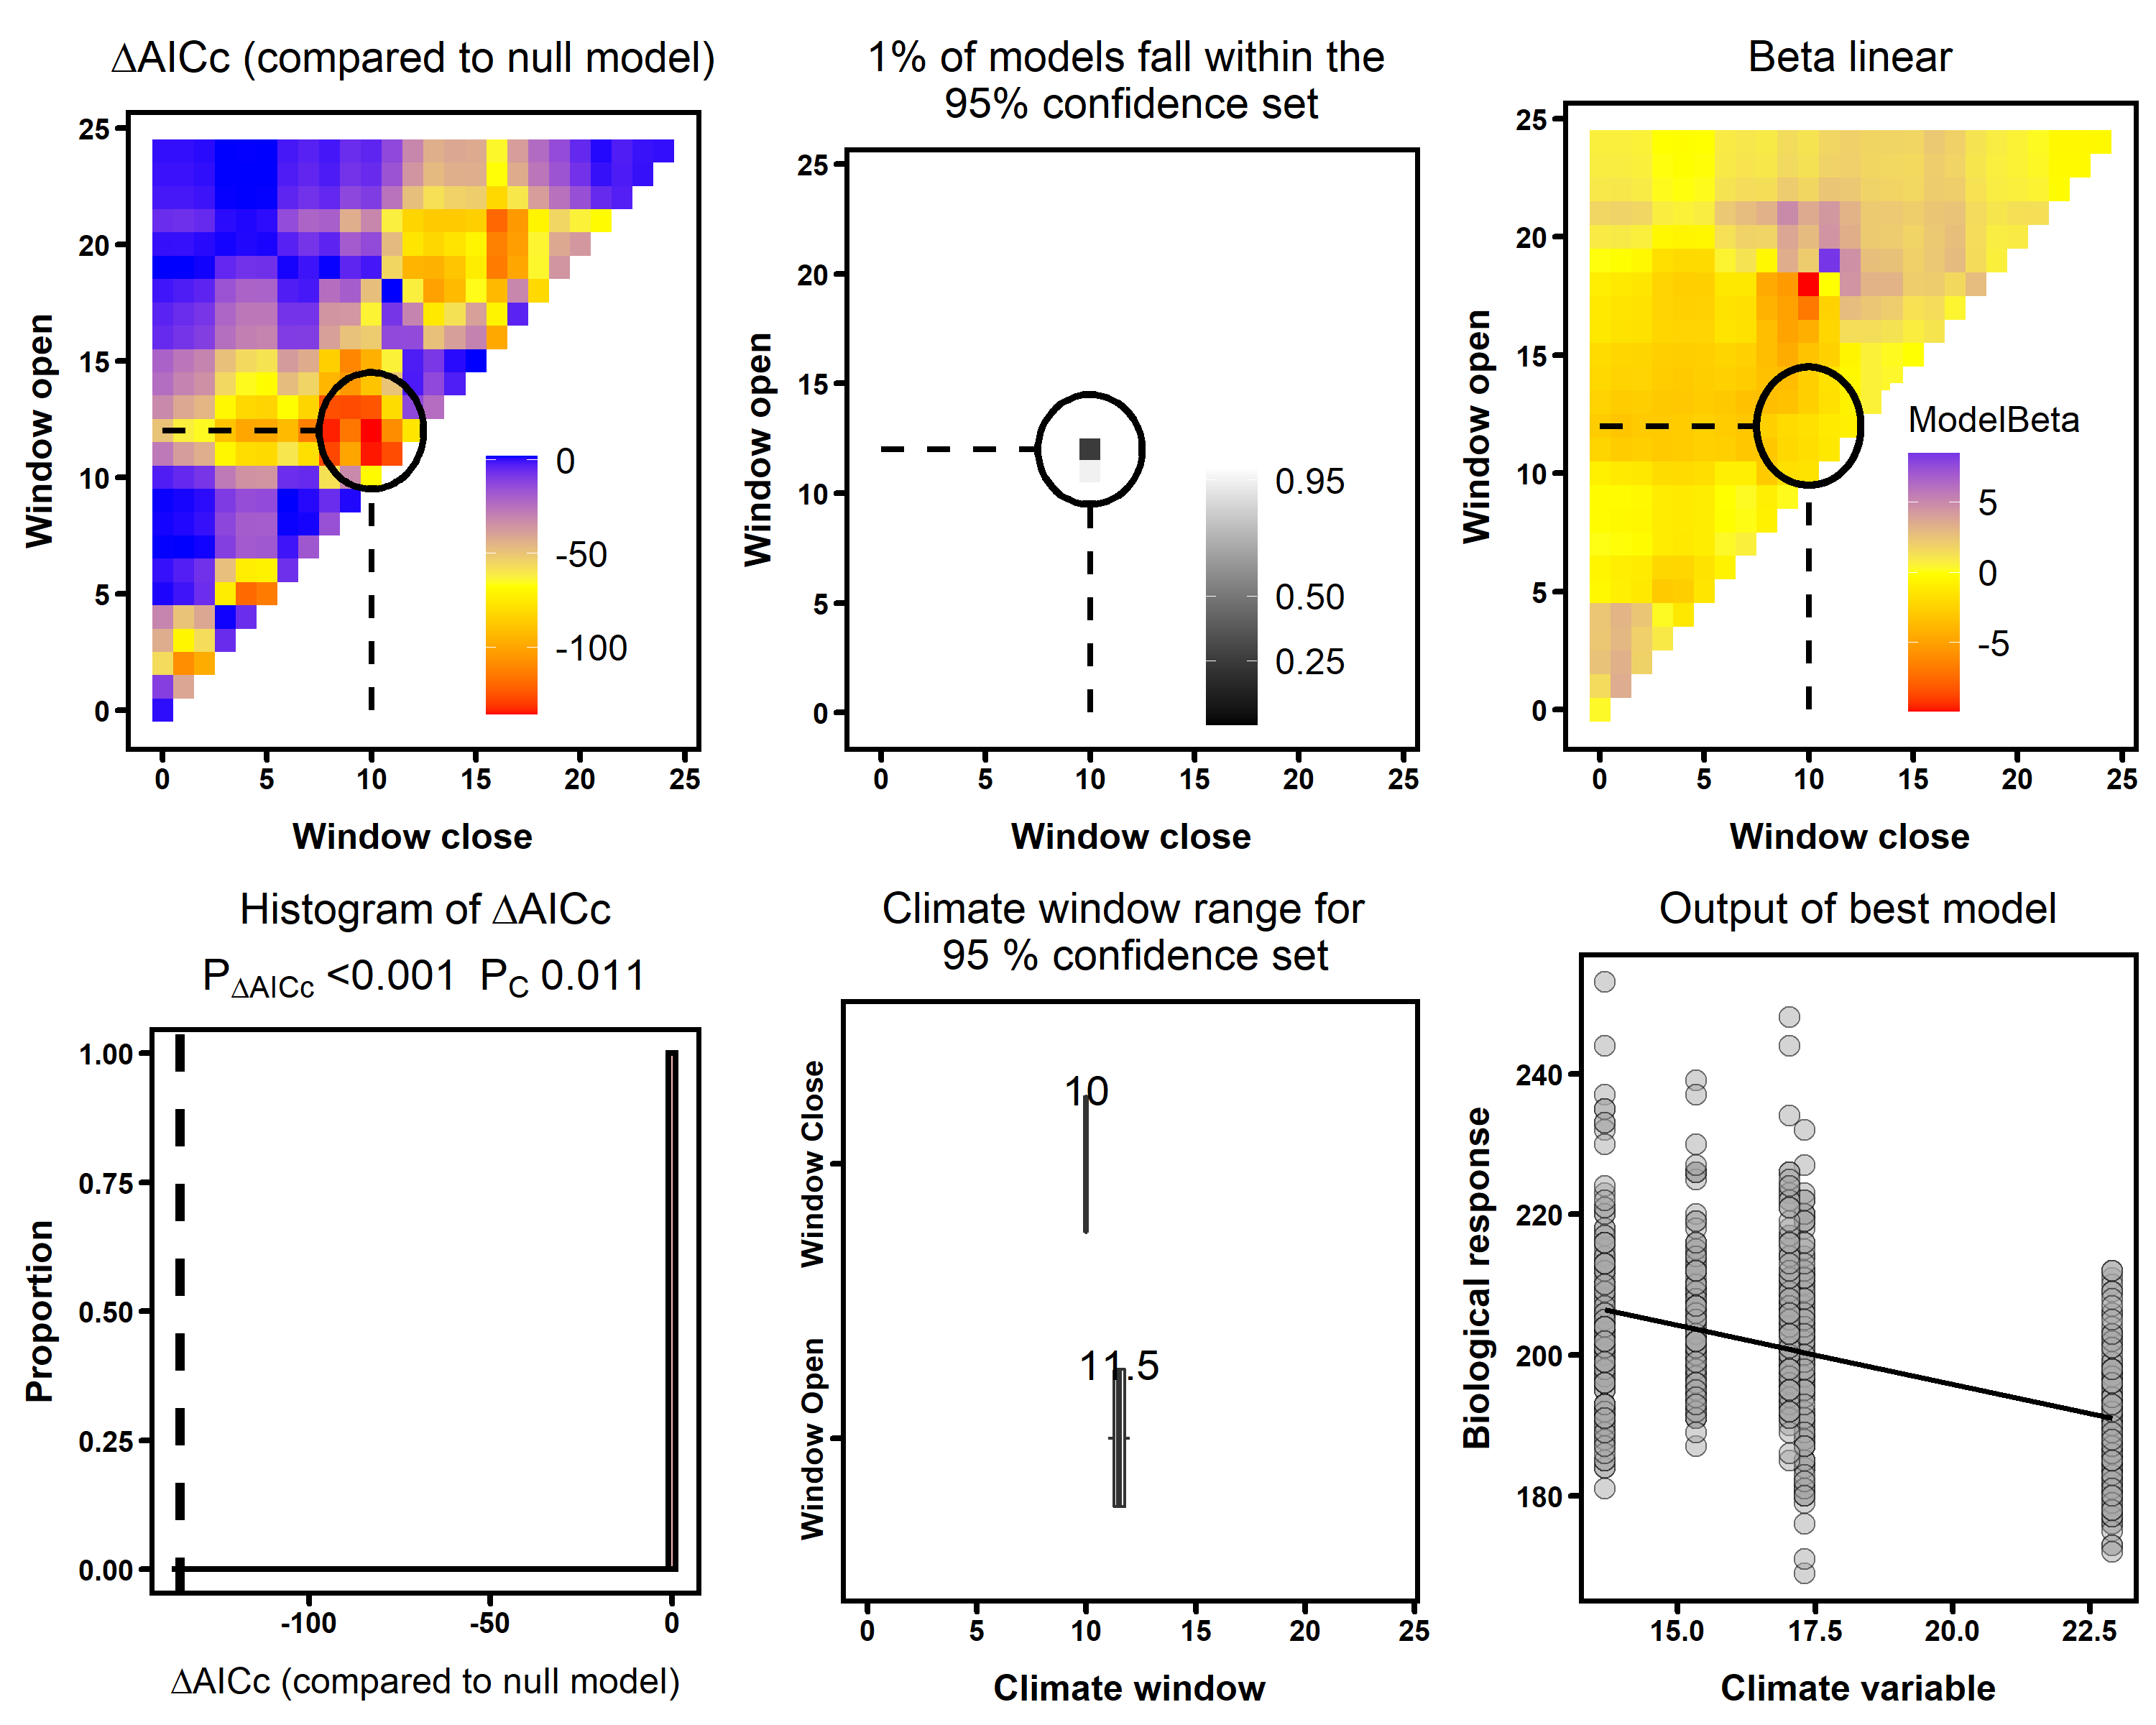 ΔAICc (compared to null model)
25
20
15
10
5
0
Window open
0
-50
-100
0 5 10 15 20 25
Window close
1% of models fall within the
95% confidence set
25
20
15
10
5
0
Window open
0.95
0.50
0.25
0 5 10 15 20 25
Window close
Beta linear
25
20
15
10
5
0
Window open
ModelBeta
5
0
-5
0 5 10 15 20 25
Window close
Histogram of ΔAICc
PΔAICc <0.001 PC 0.011
1.00
0.75
0.50
0.25
0.00
Proportion
-100 -50 0
ΔAICc (compared to null model)
Climate window range for
95 % confidence set
Window Close
10
Window Open
11.5
0 5 10 15 20 25
Climate window
Output of best model
240
220
200
180
Biological response
15.0 17.5 20.0 22.5
Climate variable